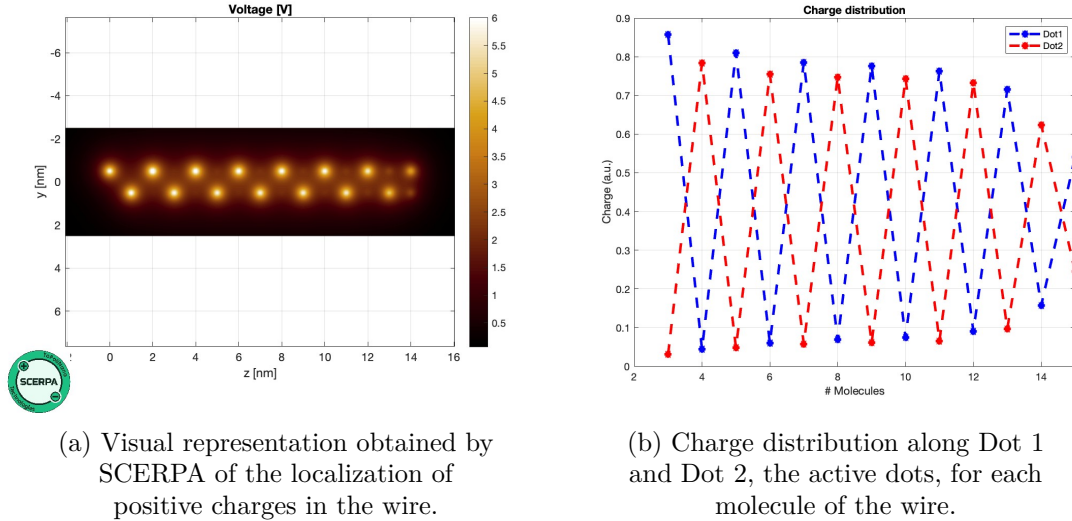 Voltage [V]
-6
-4
-2
0
2
4
6
y [nm]
0 2 4 6 8 10 12 14 16
z [nm]
6
5.5
5
4.5
4
3.5
3
2.5
2
1.5
1
0.5
SCERPA
Technologies
Charge distribution
0.9
0.8
0.7
0.6
0.5
0.4
0.3
0.2
0.1
0
Charge (a.u.)
2 4 6 8 10 12 14
# Molecules
Dot1
Dot2
(a) Visual representation obtained by
SCERPA of the localization of
positive charges in the wire.
(b) Charge distribution along Dot 1
and Dot 2, the active dots, for each
molecule of the wire.